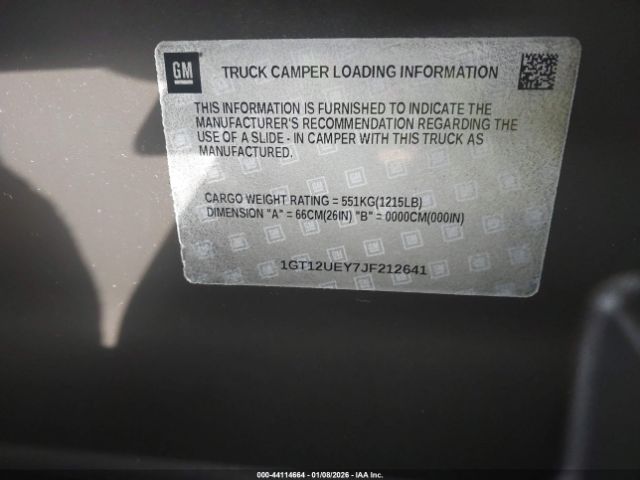 GM
TRUCK CAMPER LOADING INFORMATION
THIS INFORMATION IS FURNISHED TO INDICATE THE
MANUFACTURER'S RECOMMENDATION REGARDING THE
USE OF A SLIDE - IN CAMPER WITH THIS TRUCK AS
MANUFACTURED.
CARGO WEIGHT RATING = 551KG(1215LB)
DIMENSION "A" = 66CM(26IN) "B" = 0000CM(000IN)
1GT12UEY7JF212641
000-44114664 - 01/08/2026 - IAA Inc.